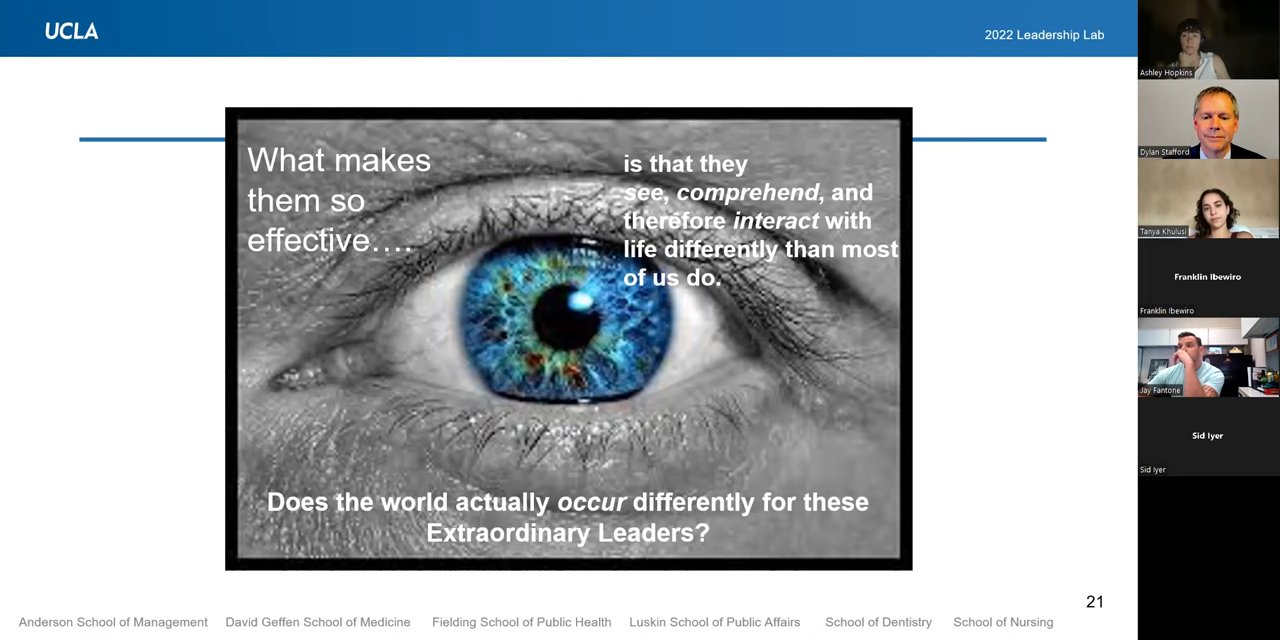 UCLA
2022 Leadership Lab
What makes
them so
effective....
is that they
see, comprehend, and
therefore interact with
life differently than most
of us do.
Does the world actually occur differently for these
Extraordinary Leaders?
21
Anderson School of Management David Geffen School of Medicine Fielding School of Public Health Luskin School of Public Affairs School of Dentistry School of Nursing
Ashley Hopkins
Dylan Stafford
Tanya Khulusi
Franklin Ibewiro
Franklin Ibewiro
Jay Fantone
Sid Iyer
Sid Iyer